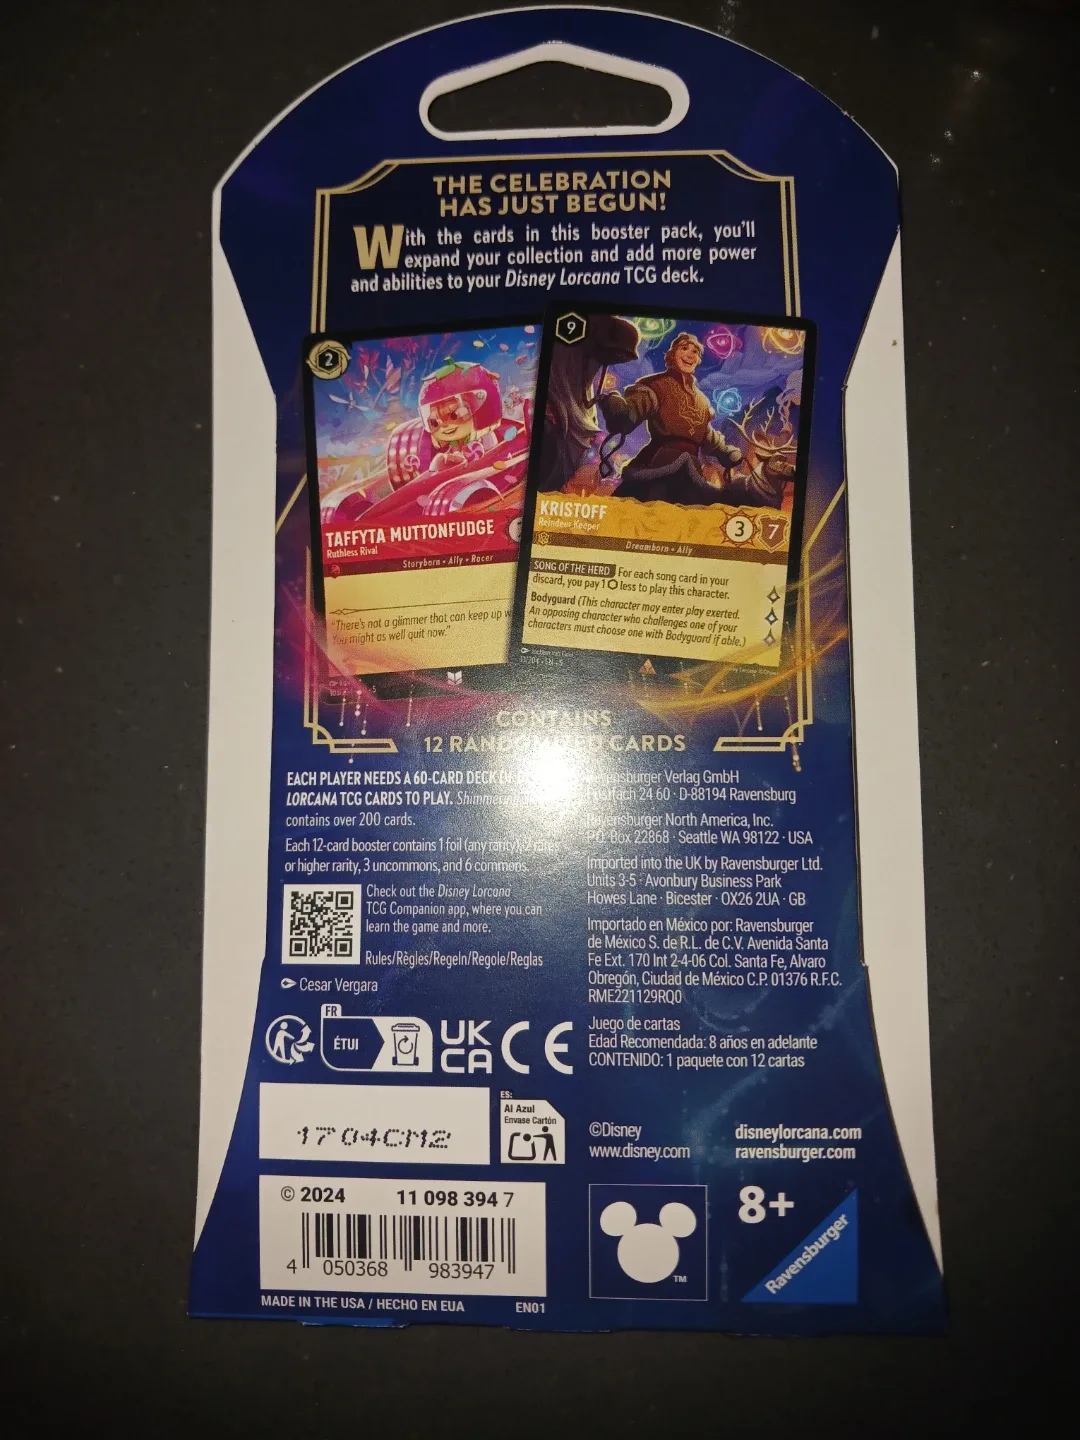 THE CELEBRATION
HAS JUST BEGUN!
With the cards in this booster pack, you'll
expand your collection and add more power
and abilities to your Disney Lorcana TCG deck.
2
TAFFYTA MUTTONFUDGE
Ruthless Rival
Storyborn • Ally • Racer
"There's not a glimmer that can keep up
You might as well quit now."
9
KRISTOFF
Reindeer Keeper
3 7
Dreamborn • Ally
SONG OF THE HERD For each song card in your
discard, you pay 1 less to play this character.
Bodyguard (This character may enter play exerted.
An opposing character who challenges one of your
characters must choose one with Bodyguard if able.)
CONTAINS
12 RANDOMIZED CARDS
EACH PLAYER NEEDS A 60-CARD DECK
LORCANA TCG CARDS TO PLAY. Shimmering
contains over 200 cards.
Each 12-card booster contains 1 foil (any rarity), 2 rares
or higher rarity, 3 uncommons, and 6 commons.
Check out the Disney Lorcana
TCG Companion app, where you can
learn the game and more.
Rules/Règles/Regeln/Regole/Reglas
Cesar Vergara
Ravensburger Verlag GmbH
Postfach 24 60 · D-88194 Ravensburg
Ravensburger North America, Inc.
P.O. Box 22868 · Seattle WA 98122 · USA
Imported into the UK by Ravensburger Ltd.
Units 3-5 · Avonbury Business Park
Howes Lane · Bicester · OX26 2UA · GB
Importado en México por: Ravensburger
de México S. de R.L. de C.V. Avenida Santa
Fe Ext. 170 Int 2-4-06 Col. Santa Fe, Alvaro
Obregón, Ciudad de México C.P. 01376 R.F.C.
RME221129RQ0
Juego de cartas
Edad Recomendada: 8 años en adelante
CONTENIDO: 1 paquete con 12 cartas
FR
ÉTUI
UK
CA
CE
1704CM2
ES:
Al Azul
Envase Cartón
©Disney
www.disney.com
disneylorcana.com
ravensburger.com
© 2024 11 098 394 7
4 050368 983947
MADE IN THE USA / HECHO EN EUA EN01
TM
8+
Ravensburger